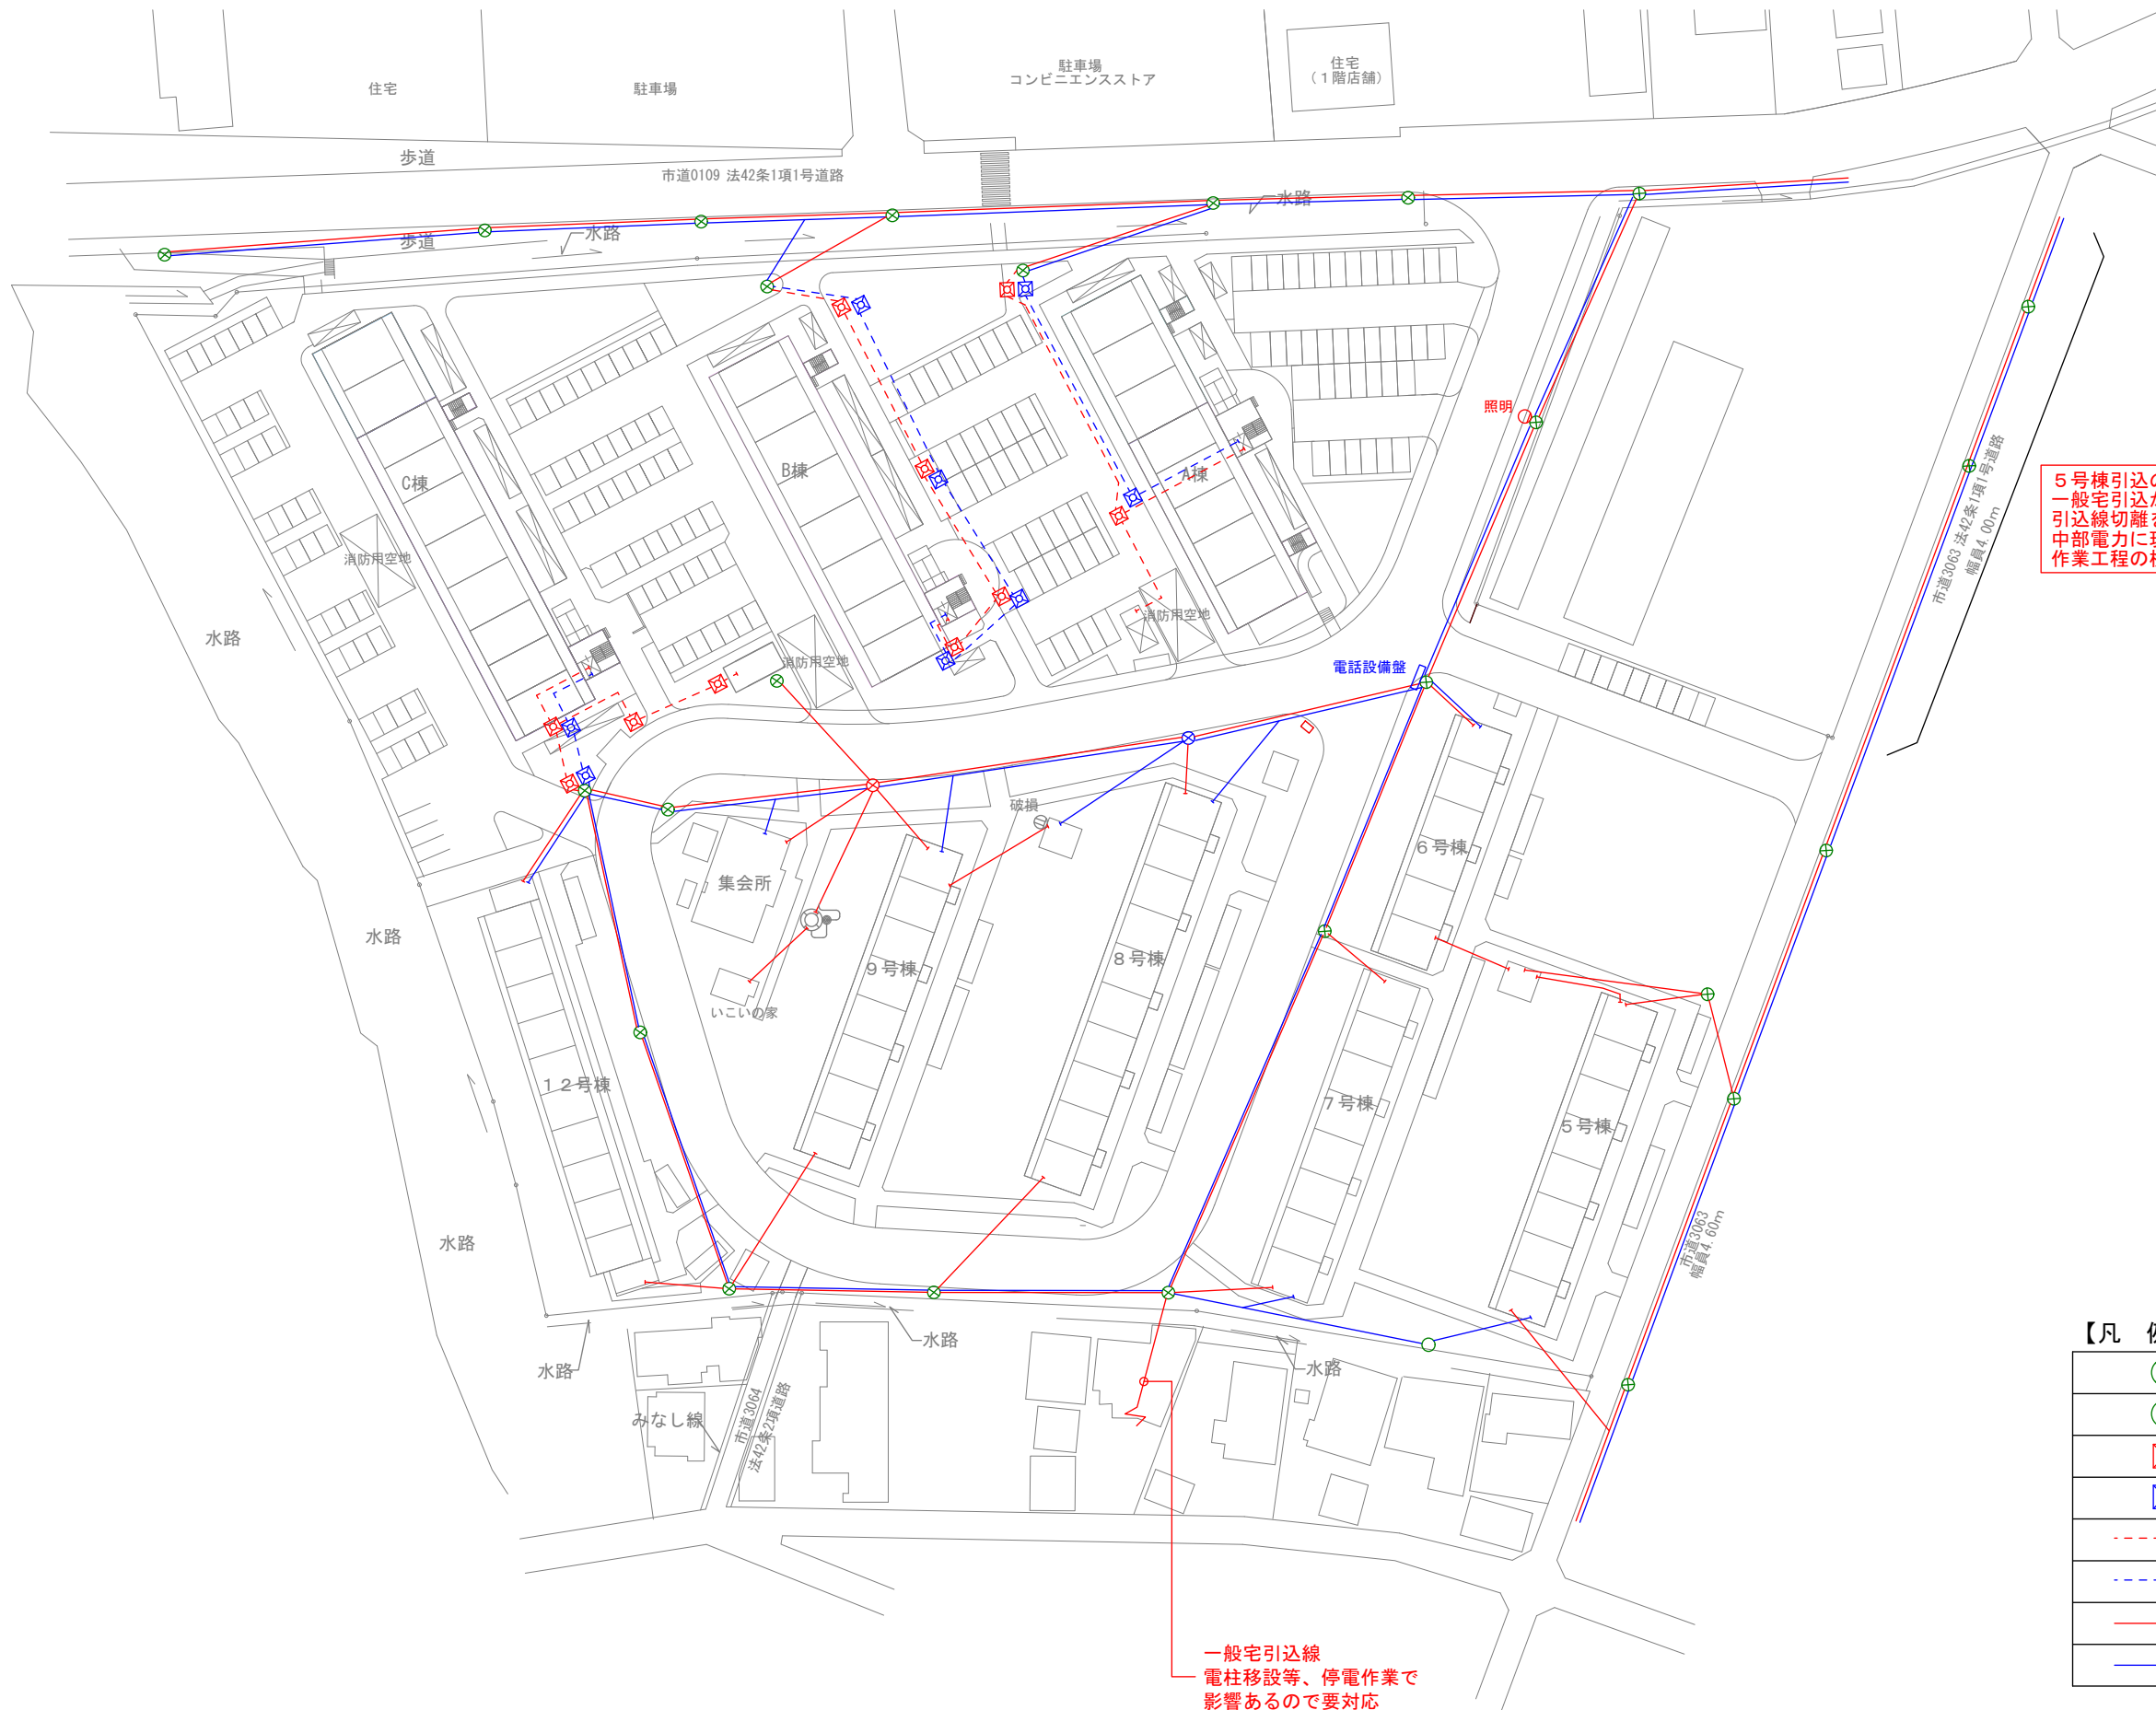 住宅
駐車場
駐車場
コンビニエンスストア
住宅
(1階店舗)
歩道
市道0109 法42条1項1号道路
水路
歩道
水路
照明
C棟
B棟
A棟
市道3063 法42条1項1号道路
幅員4.00m
5号棟引込の
一般宅引込が
引込線切離を
中部電力に
作業工程の
消防用空地
消防用空地
消防用空地
水路
電話設備盤
破損
6号棟
集会所
水路
9号棟
8号棟
いこいの家
12号棟
7号棟
5号棟
水路
市道3063
幅員4.60m
水路
水路
水路
みなし線
市道3064
法42条2項道路
【凡
一般宅引込線
電柱移設等、停電作業で
影響あるので要対応